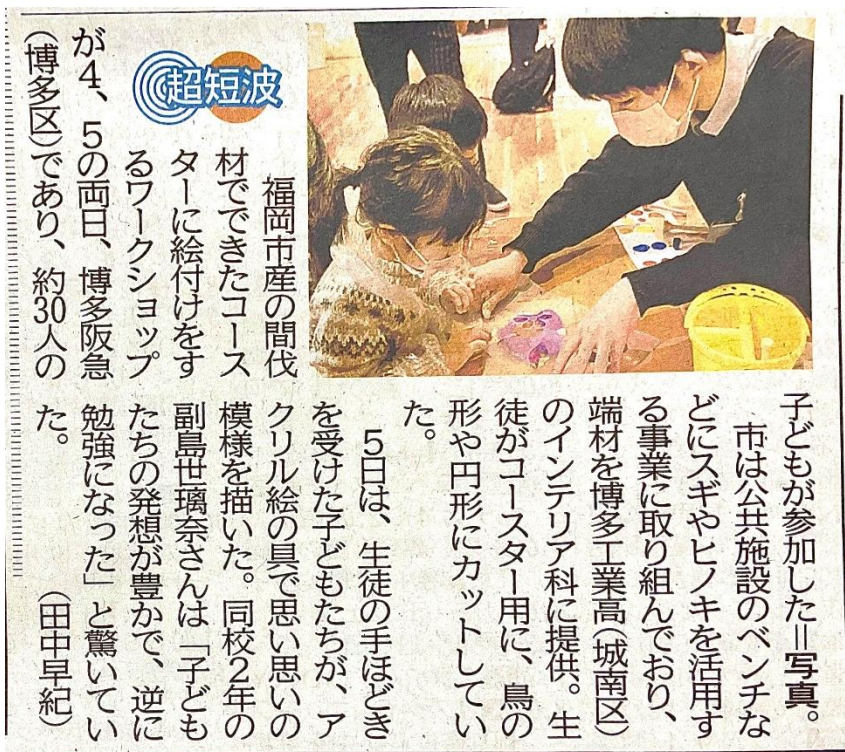 超短波
福岡市産の間伐
材でできたコース
ターに絵付けをす
るワークショップ
が4、5の両日、博多阪急
(博多区)であり、約30人の
子どもが参加した=写真。
市は公共施設のベンチな
どにスギやヒノキを活用す
る事業に取り組んでおり、
端材を博多工業高(城南区)
のインテリア科に提供。生
徒がコースター用に、鳥の
形や円形にカットしてい
た。
5日は、生徒の手ほどき
を受けた子どもたちが、ア
クリル絵の具で思い思いの
模様を描いた。同校2年の
副島世璃奈さんは「子ども
たちの発想が豊かで、逆に
勉強になった」と驚いてい
た。
(田中早紀)